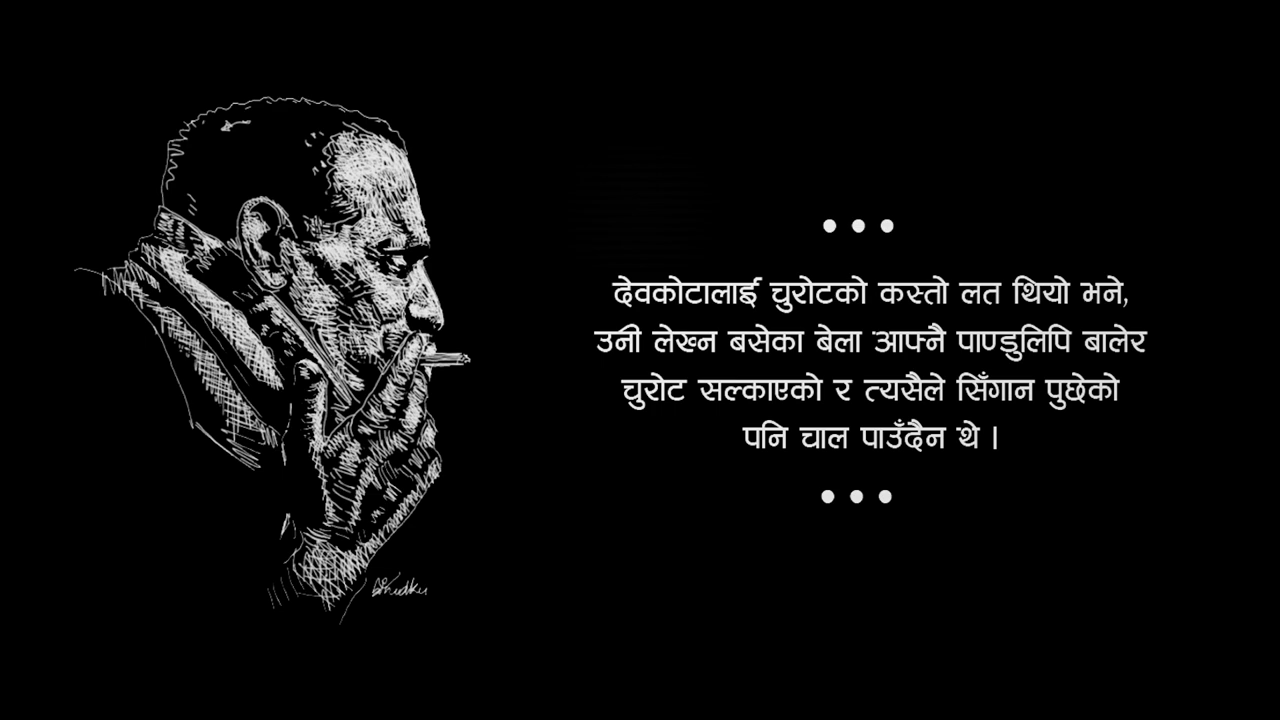 देवकोटालाई चुरोटको कस्तो लत थियो भने,
उनी लेख्न बसेका बेला आफ्नै पाण्डुलिपि बालेर
चुरोट सल्काएको र त्यसैले सिँगान पुछेको
पनि चाल पाउँदैन थे ।